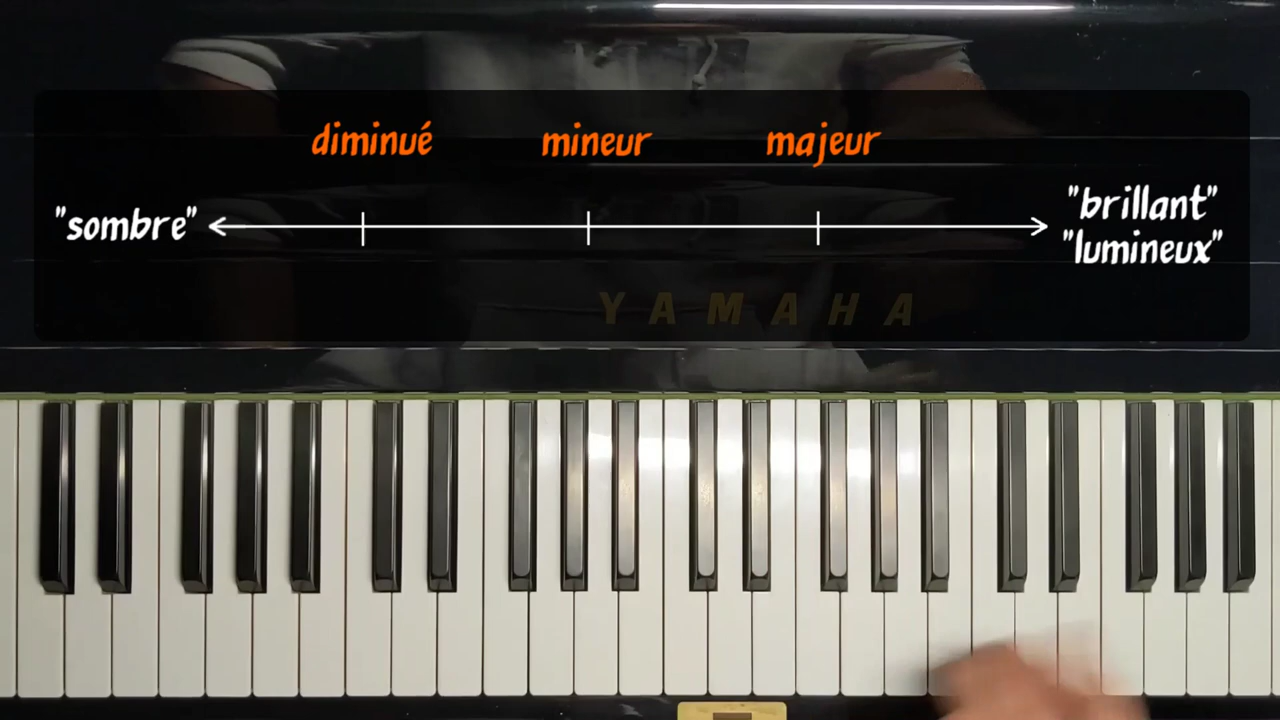 diminué mineur majeur
"sombre"
"brillant"
"lumineux"
YAMAHA